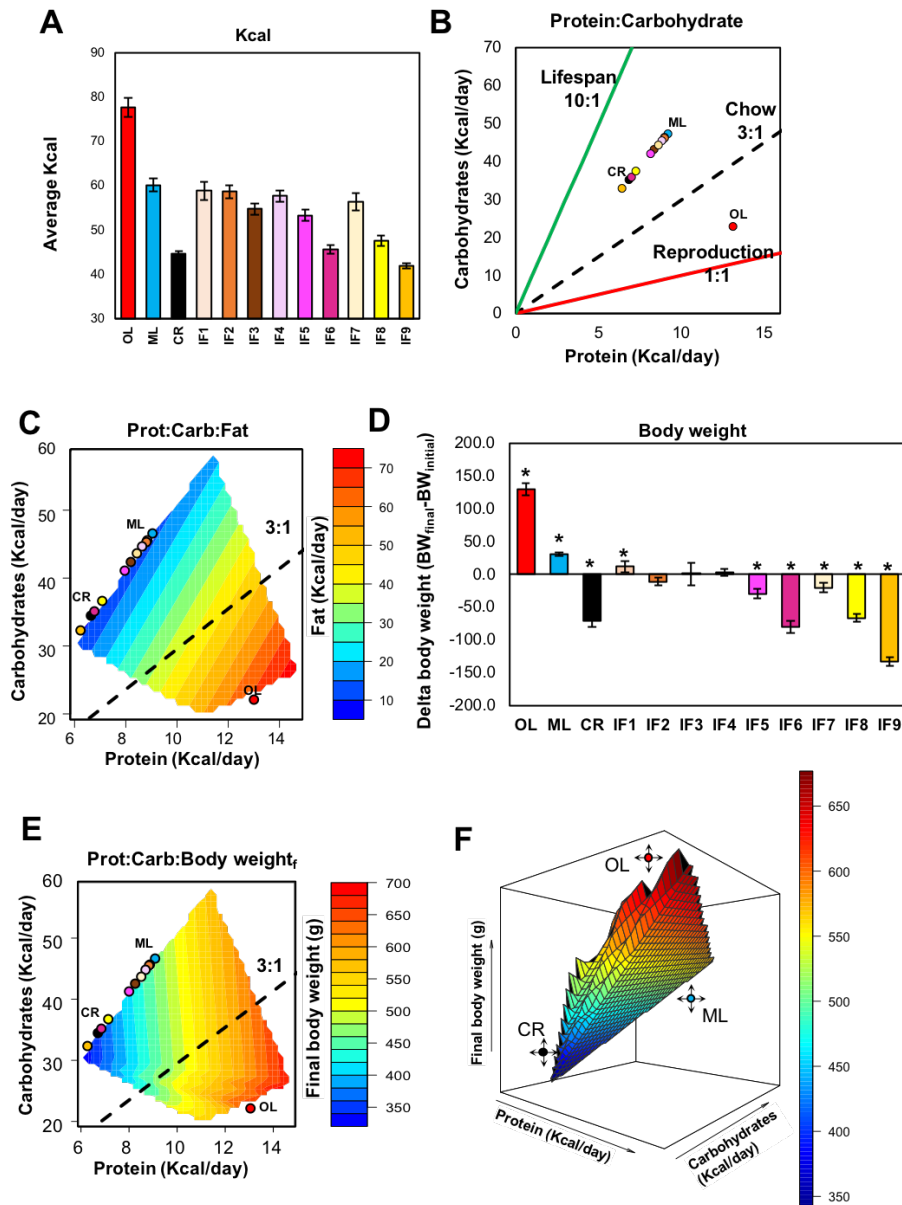 A
Kcal
Average Kcal
90
80
70
60
50
40
30
OL ML CR IF1 IF2 IF3 IF4 IF5 IF6 IF7 IF8 IF9
B
Protein:Carbohydrate
Carbohydrates (Kcal/day)
70
60
50
40
30
20
10
0
Lifespan
10:1
Chow
3:1
ML
CR
OL
Reproduction
1:1
0 5 10 15
Protein (Kcal/day)
C
Prot:Carb:Fat
Carbohydrates (Kcal/day)
60
50
40
30
20
ML
CR
3:1
OL
6 8 10 12 14
Protein (Kcal/day)
Fat (Kcal/day)
70
60
50
40
30
20
10
D
Body weight
Delta body weight (BWfinal-BWinitial)
200.0
150.0
100.0
50.0
0.0
-50.0
-100.0
-150.0
-200.0
* * * * * * * * *
OL ML CR IF1 IF2 IF3 IF4 IF5 IF6 IF7 IF8 IF9
E
Prot:Carb:Body weightf
Carbohydrates (Kcal/day)
60
50
40
30
20
ML
CR
3:1
OL
6 8 10 12 14
Protein (Kcal/day)
Final body weight (g)
700
650
600
550
500
450
400
350
F
OL
ML
CR
Final body weight (g)
Protein (Kcal/day)
Carbohydrates
(Kcal/day)
650
600
550
500
450
400
350